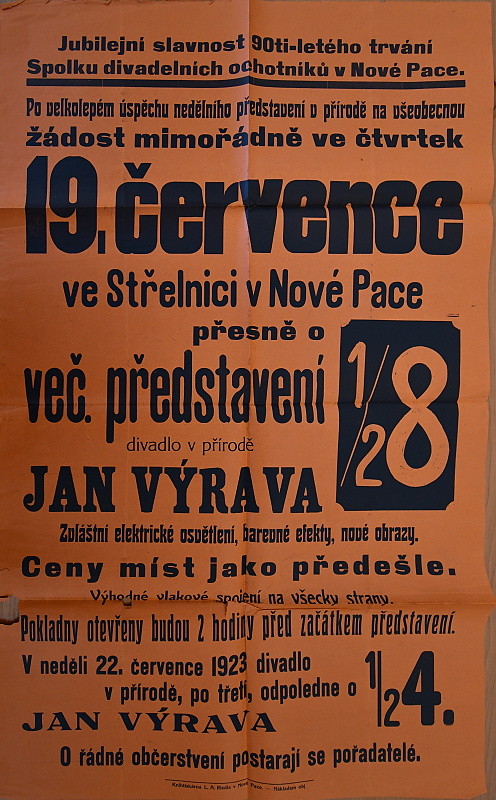 Jubilejní slavnost 90ti-letého trvání
Spolku divadelních ochotníků v Nové Pace.
Po velkolepém úspěchu nedělního představení v přírodě na všeobecnou
žádost mimořádně ve čtvrtek
19. července
ve Střelnici v Nové Pace
přesně o
1/2 8
več. představení
divadlo v přírodě
JAN VÝRAVA
Zvláštní elektrické osvětlení, barevné efekty, nové obrazy.
Ceny míst jako předešle.
Výhodné vlakové spojení na všecky strany.
Pokladny otevřeny budou 2 hodiny před začátkem představení.
V neděli 22. července 1923 divadlo
v přírodě, po třetí, odpoledne o
1/2 4.
JAN VÝRAVA
O řádné občerstvení postarají se pořadatelé.
Knihtiskárna L. A. v Nové Pace. — Nákladem